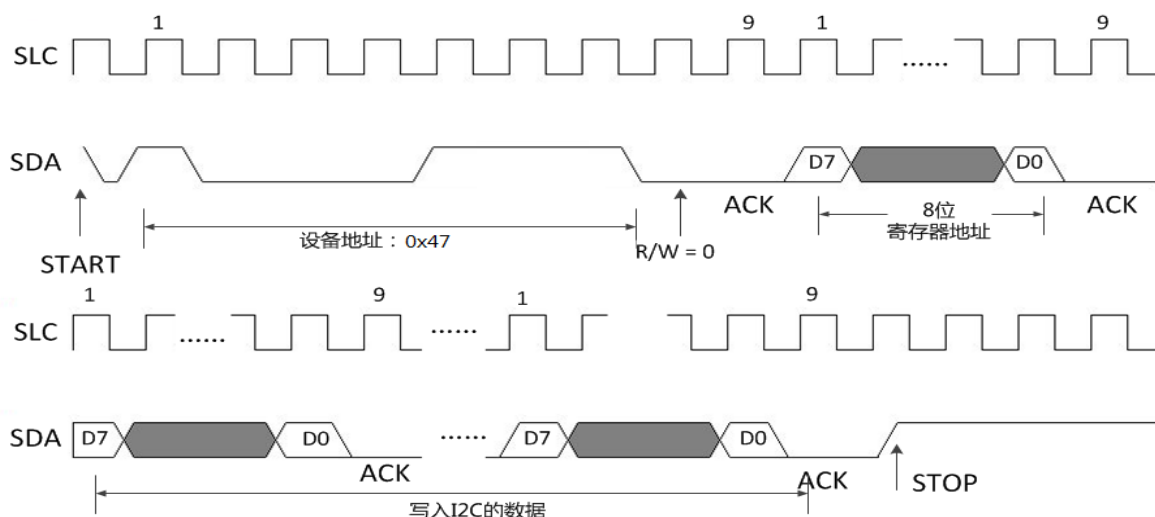 1 9 1 9
SLC ......
SDA D7 D0
ACK ACK
8位
设备地址：0x47 寄存器地址
R/W = 0
START
1 9 1 9
SLC ...... ......
SDA D7 D0 ...... D7 D0
ACK ACK STOP
写入I2C的数据